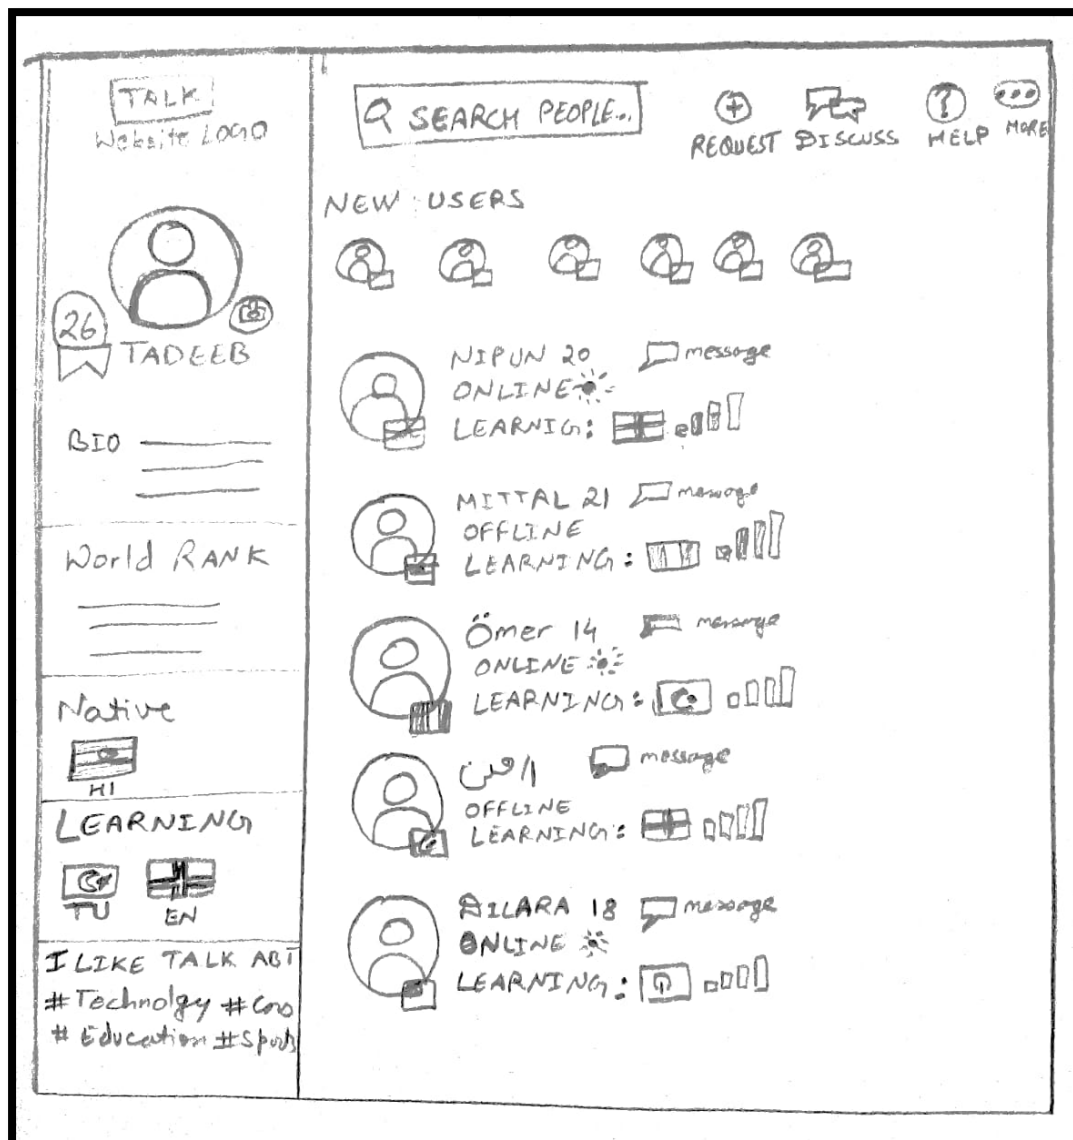 TALK
Website LOGO
26
TADEEB
BIO
World RANK
Native
HI
LEARNING
TU EN
I LIKE TALK ABT
#Technolgy #Cars
# Education #Sports
SEARCH PEOPLE...
REQUEST DISCUSS HELP MORE
NEW USERS
NIPUN 20 message
ONLINE
LEARNIG:
MITTAL 21 message
OFFLINE
LEARNING:
Ömer 14 message
ONLINE
LEARNING:
message
OFFLINE
LEARNING:
DILARA 18 message
ONLINE
LEARNING: